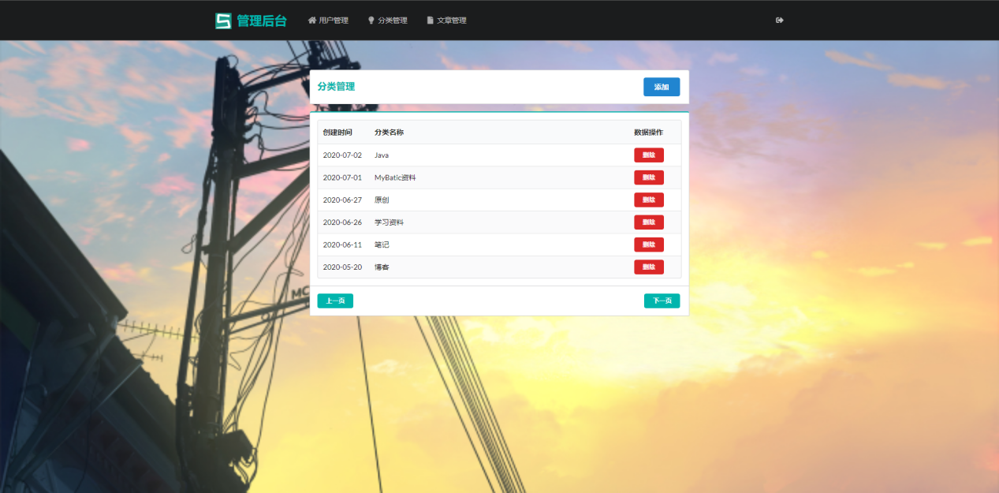 管理后台 用户管理 分类管理 文章管理
分类管理 添加
创建时间 分类名称 数据操作
2020-07-02 Java 删除
2020-07-01 MyBatic资料 删除
2020-06-27 原创 删除
2020-06-26 学习资料 删除
2020-06-11 笔记 删除
2020-05-20 博客 删除
MC
上一页 下一页